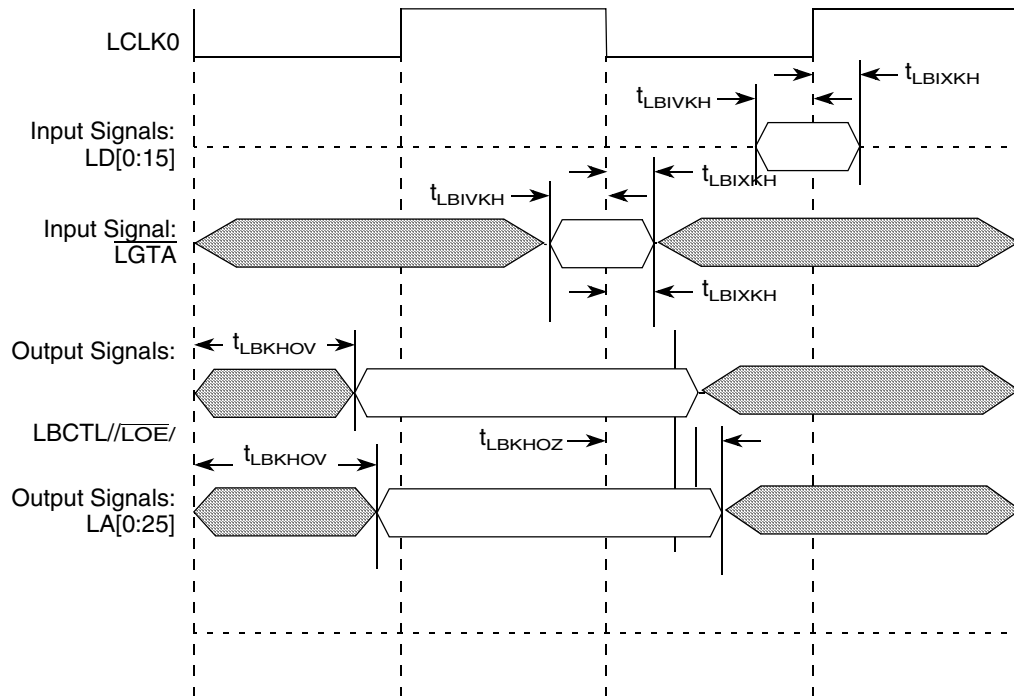 LCLK0
tLBIXKH
tLBIVKH
Input Signals:
LD[0:15]
tLBIXKH
tLBIVKH
Input Signal:
LGTA
tLBIXKH
Output Signals:
tLBKHOV
LBCTL//LOE/
tLBKHOZ
tLBKHOV
Output Signals:
LA[0:25]